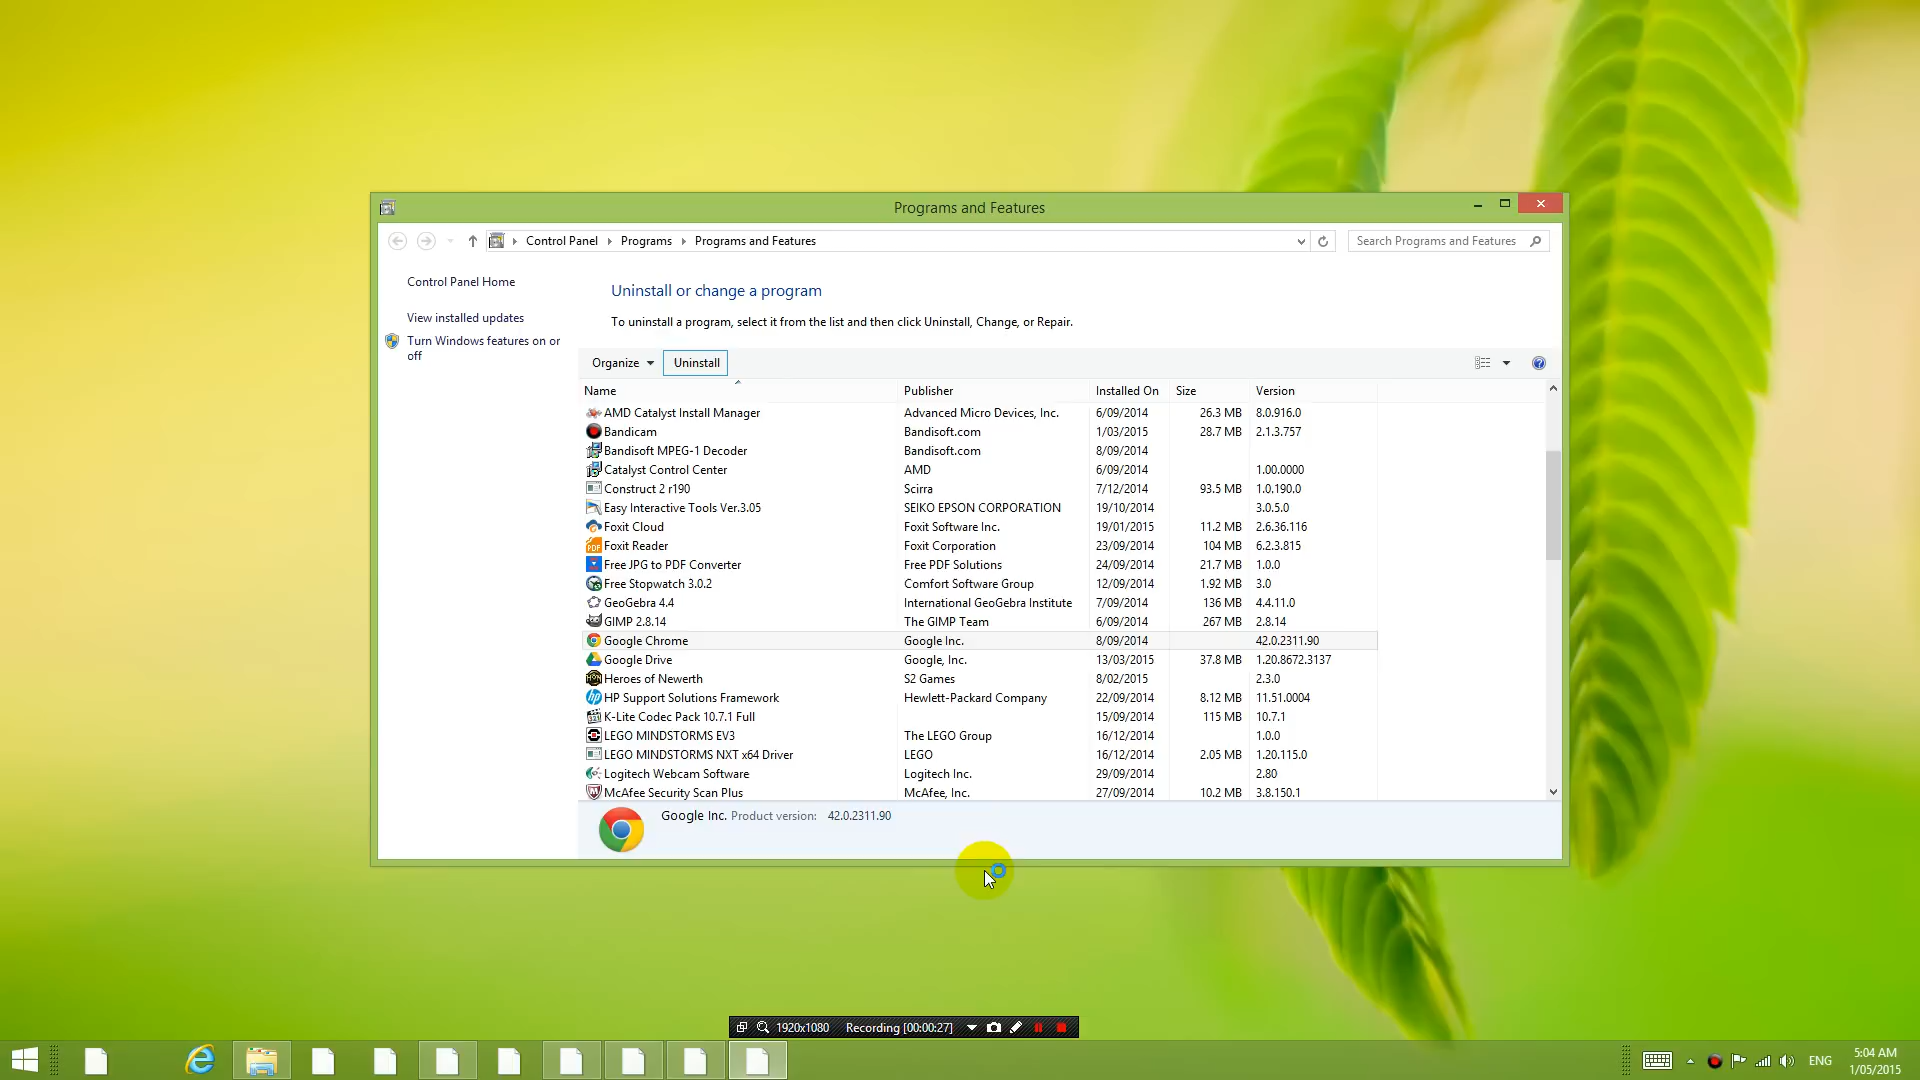 Programs and Features
Control Panel Programs Programs and Features Search Programs and Features
Control Panel Home
View installed updates
Turn Windows features on or
off
Uninstall or change a program
To uninstall a program, select it from the list and then click Uninstall, Change, or Repair.
Organize Uninstall
Name Publisher Installed On Size Version
AMD Catalyst Install Manager Advanced Micro Devices, Inc. 6/09/2014 26.3 MB 8.0.916.0
Bandicam Bandisoft.com 1/03/2015 28.7 MB 2.1.3.757
Bandisoft MPEG-1 Decoder Bandisoft.com 8/09/2014
Catalyst Control Center AMD 6/09/2014 1.00.0000
Construct 2 r190 Scirra 7/12/2014 93.5 MB 1.0.190.0
Easy Interactive Tools Ver.3.05 SEIKO EPSON CORPORATION 19/10/2014 3.0.5.0
Foxit Cloud Foxit Software Inc. 19/01/2015 11.2 MB 2.6.36.116
Foxit Reader Foxit Corporation 23/09/2014 104 MB 6.2.3.815
Free JPG to PDF Converter Free PDF Solutions 24/09/2014 21.7 MB 1.0.0
Free Stopwatch 3.0.2 Comfort Software Group 12/09/2014 1.92 MB 3.0
GeoGebra 4.4 International GeoGebra Institute 7/09/2014 136 MB 4.4.11.0
GIMP 2.8.14 The GIMP Team 6/09/2014 267 MB 2.8.14
Google Chrome Google Inc. 8/09/2014 42.0.2311.90
Google Drive Google, Inc. 13/03/2015 37.8 MB 1.20.8672.3137
Heroes of Newerth S2 Games 8/02/2015 2.3.0
HP Support Solutions Framework Hewlett-Packard Company 22/09/2014 8.12 MB 11.51.0004
K-Lite Codec Pack 10.7.1 Full 15/09/2014 115 MB 10.7.1
LEGO MINDSTORMS EV3 The LEGO Group 16/12/2014 1.0.0
LEGO MINDSTORMS NXT x64 Driver LEGO 16/12/2014 2.05 MB 1.20.115.0
Logitech Webcam Software Logitech Inc. 29/09/2014 2.80
McAfee Security Scan Plus McAfee, Inc. 27/09/2014 10.2 MB 3.8.150.1
Google Inc. Product version: 42.0.2311.90
1920x1080 Recording [00:00:27]
ENG 5:04 AM
1/05/2015